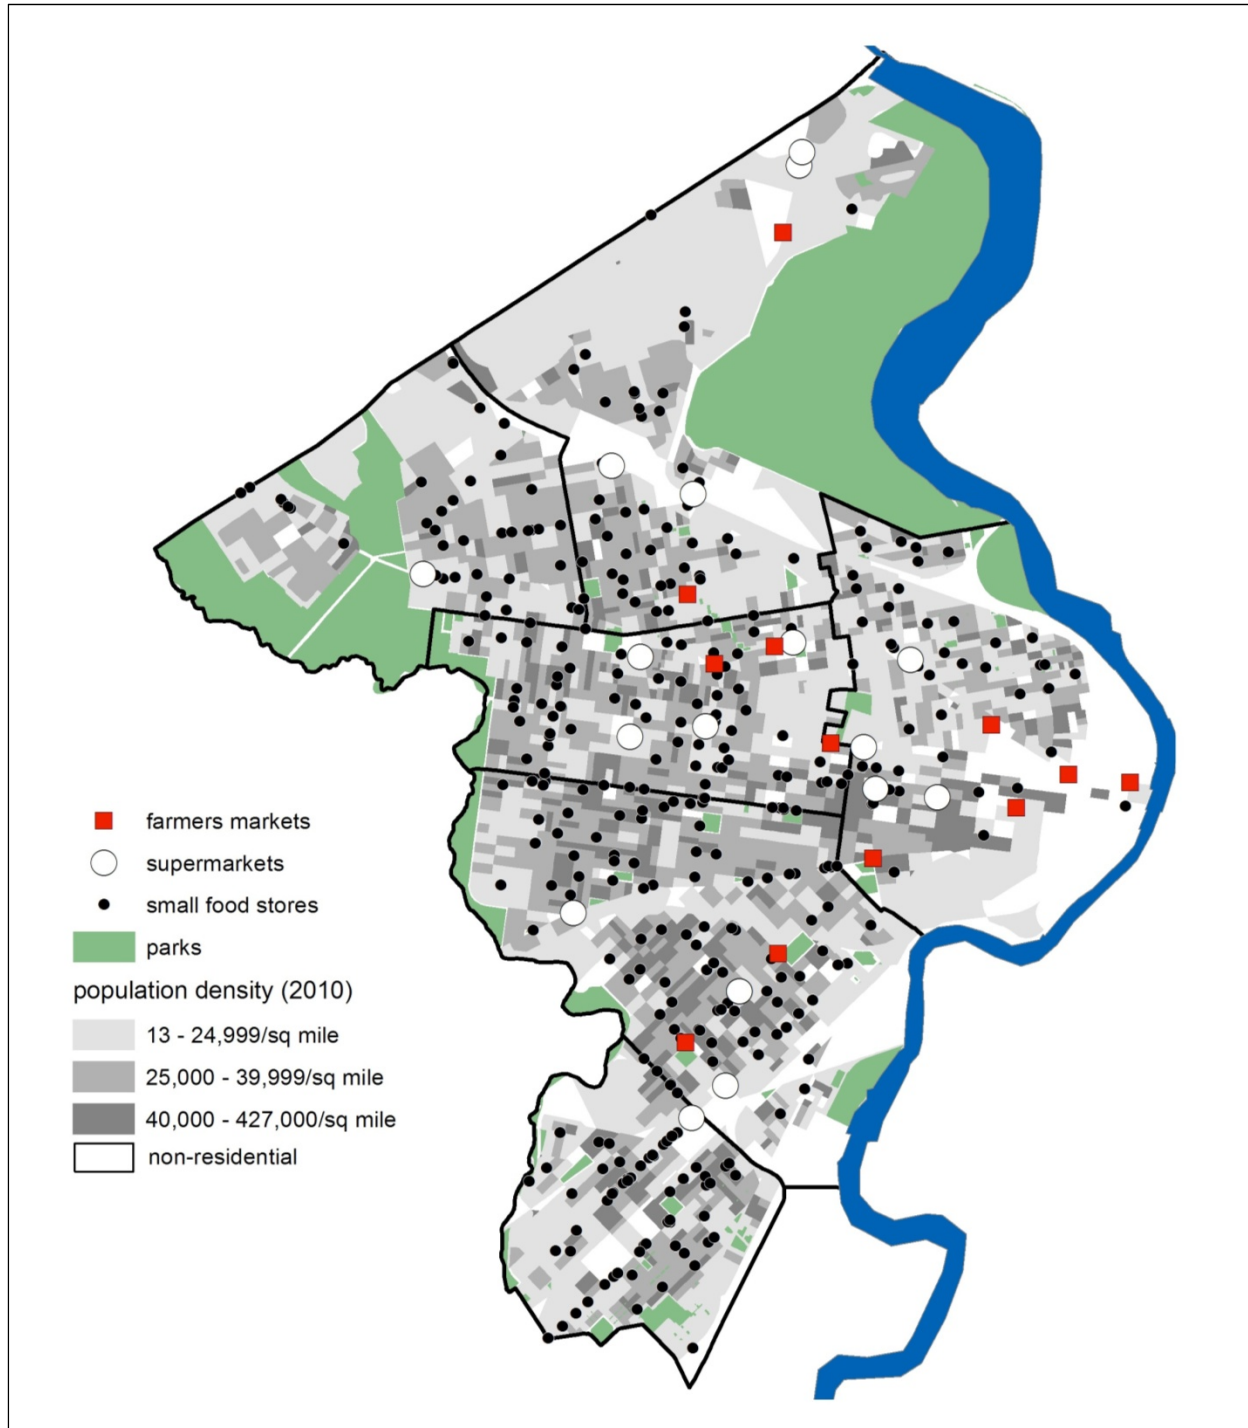 farmers markets
supermarkets
small food stores
parks
population density (2010)
13 - 24,999/sq mile
25,000 - 39,999/sq mile
40,000 - 427,000/sq mile
non-residential